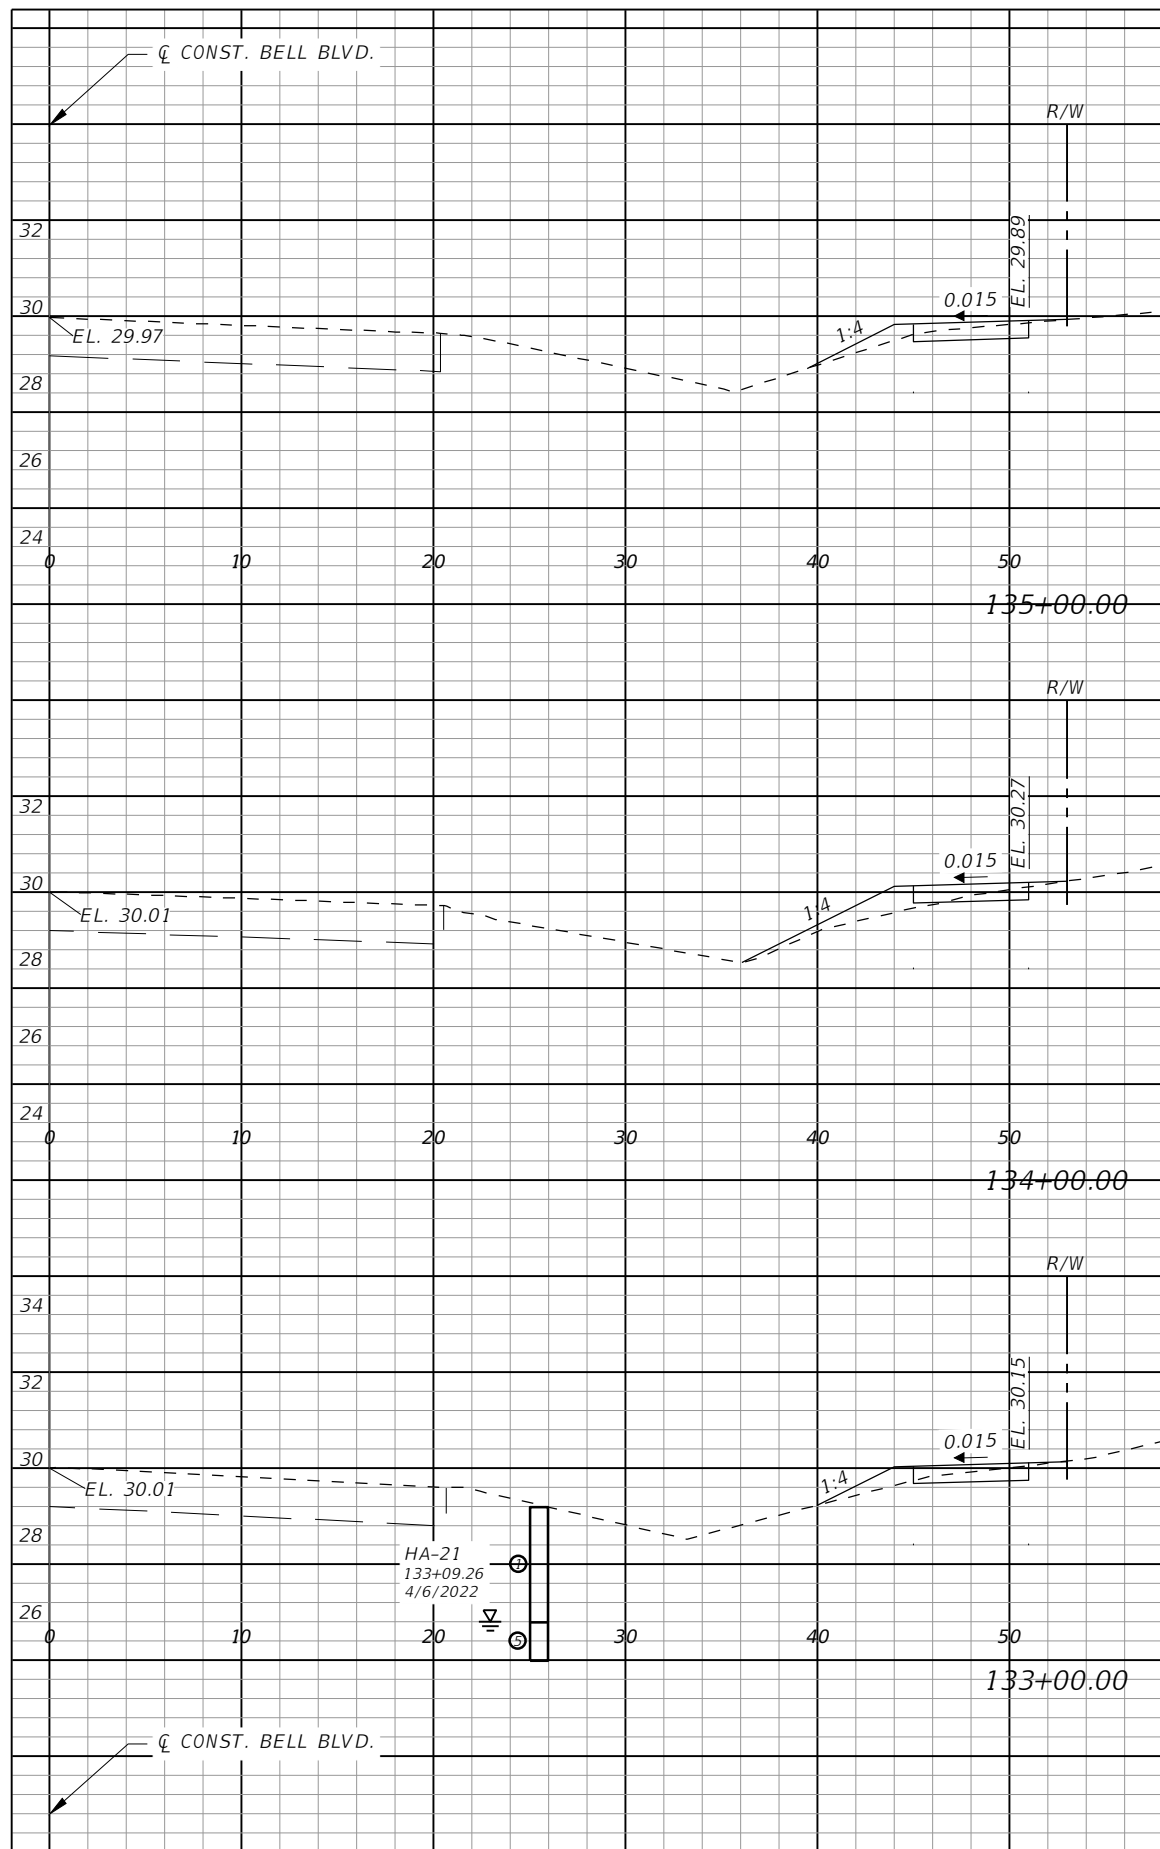 ℄ CONST. BELL BLVD.
R/W
32
EL. 29.89
30
0.015
EL. 29.97
1:4
28
26
24
0 10 20 30 40 50
135+00.00
R/W
32
EL. 30.27
30
0.015
EL. 30.01
1:4
28
26
24
0 10 20 30 40 50
134+00.00
R/W
34
32
EL. 30.15
30
0.015
EL. 30.01
1:4
28
HA-21
1
133+09.26
4/6/2022
26
0 10 20 30 40 50
5
133+00.00
℄ CONST. BELL BLVD.